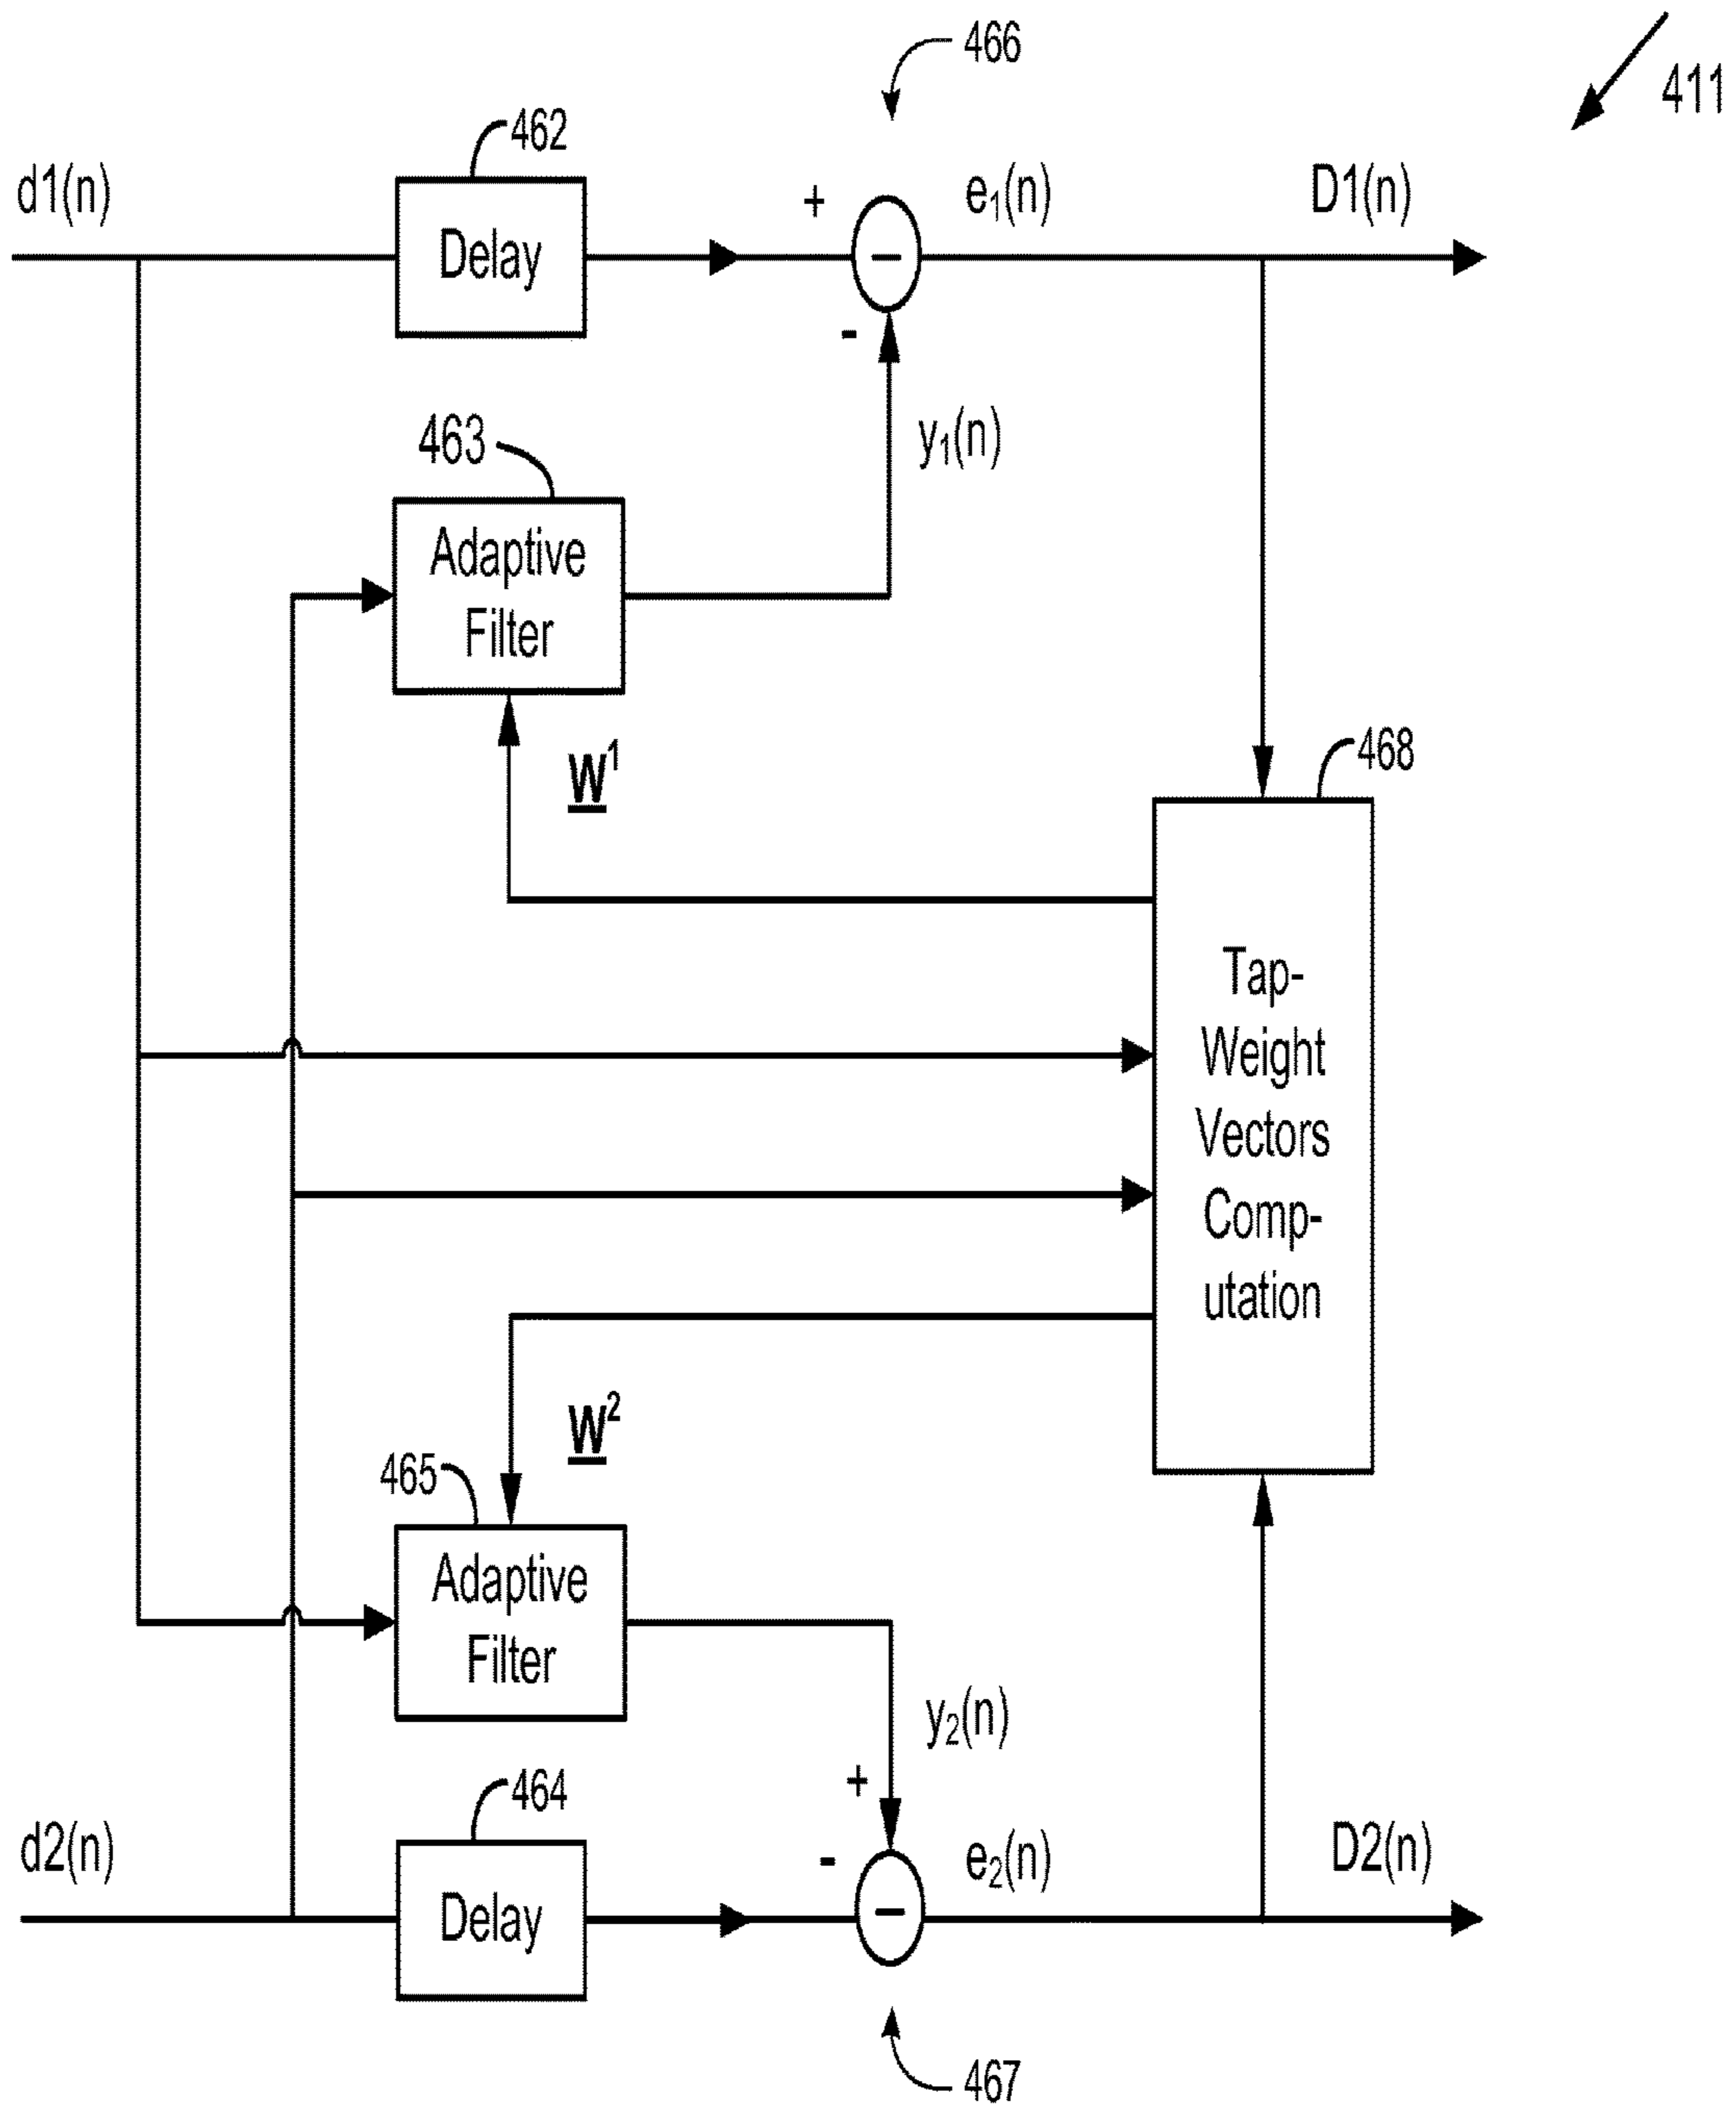 466
411
462
d1(n)
Delay
+
-
e₁(n)
D1(n)
-
463
y₁(n)
Adaptive
Filter
W¹
468
Tap-
Weight
Vectors
Comp-
utation
W²
465
Adaptive
Filter
y₂(n)
464
+
d2(n)
Delay
-
-
e₂(n)
D2(n)
467